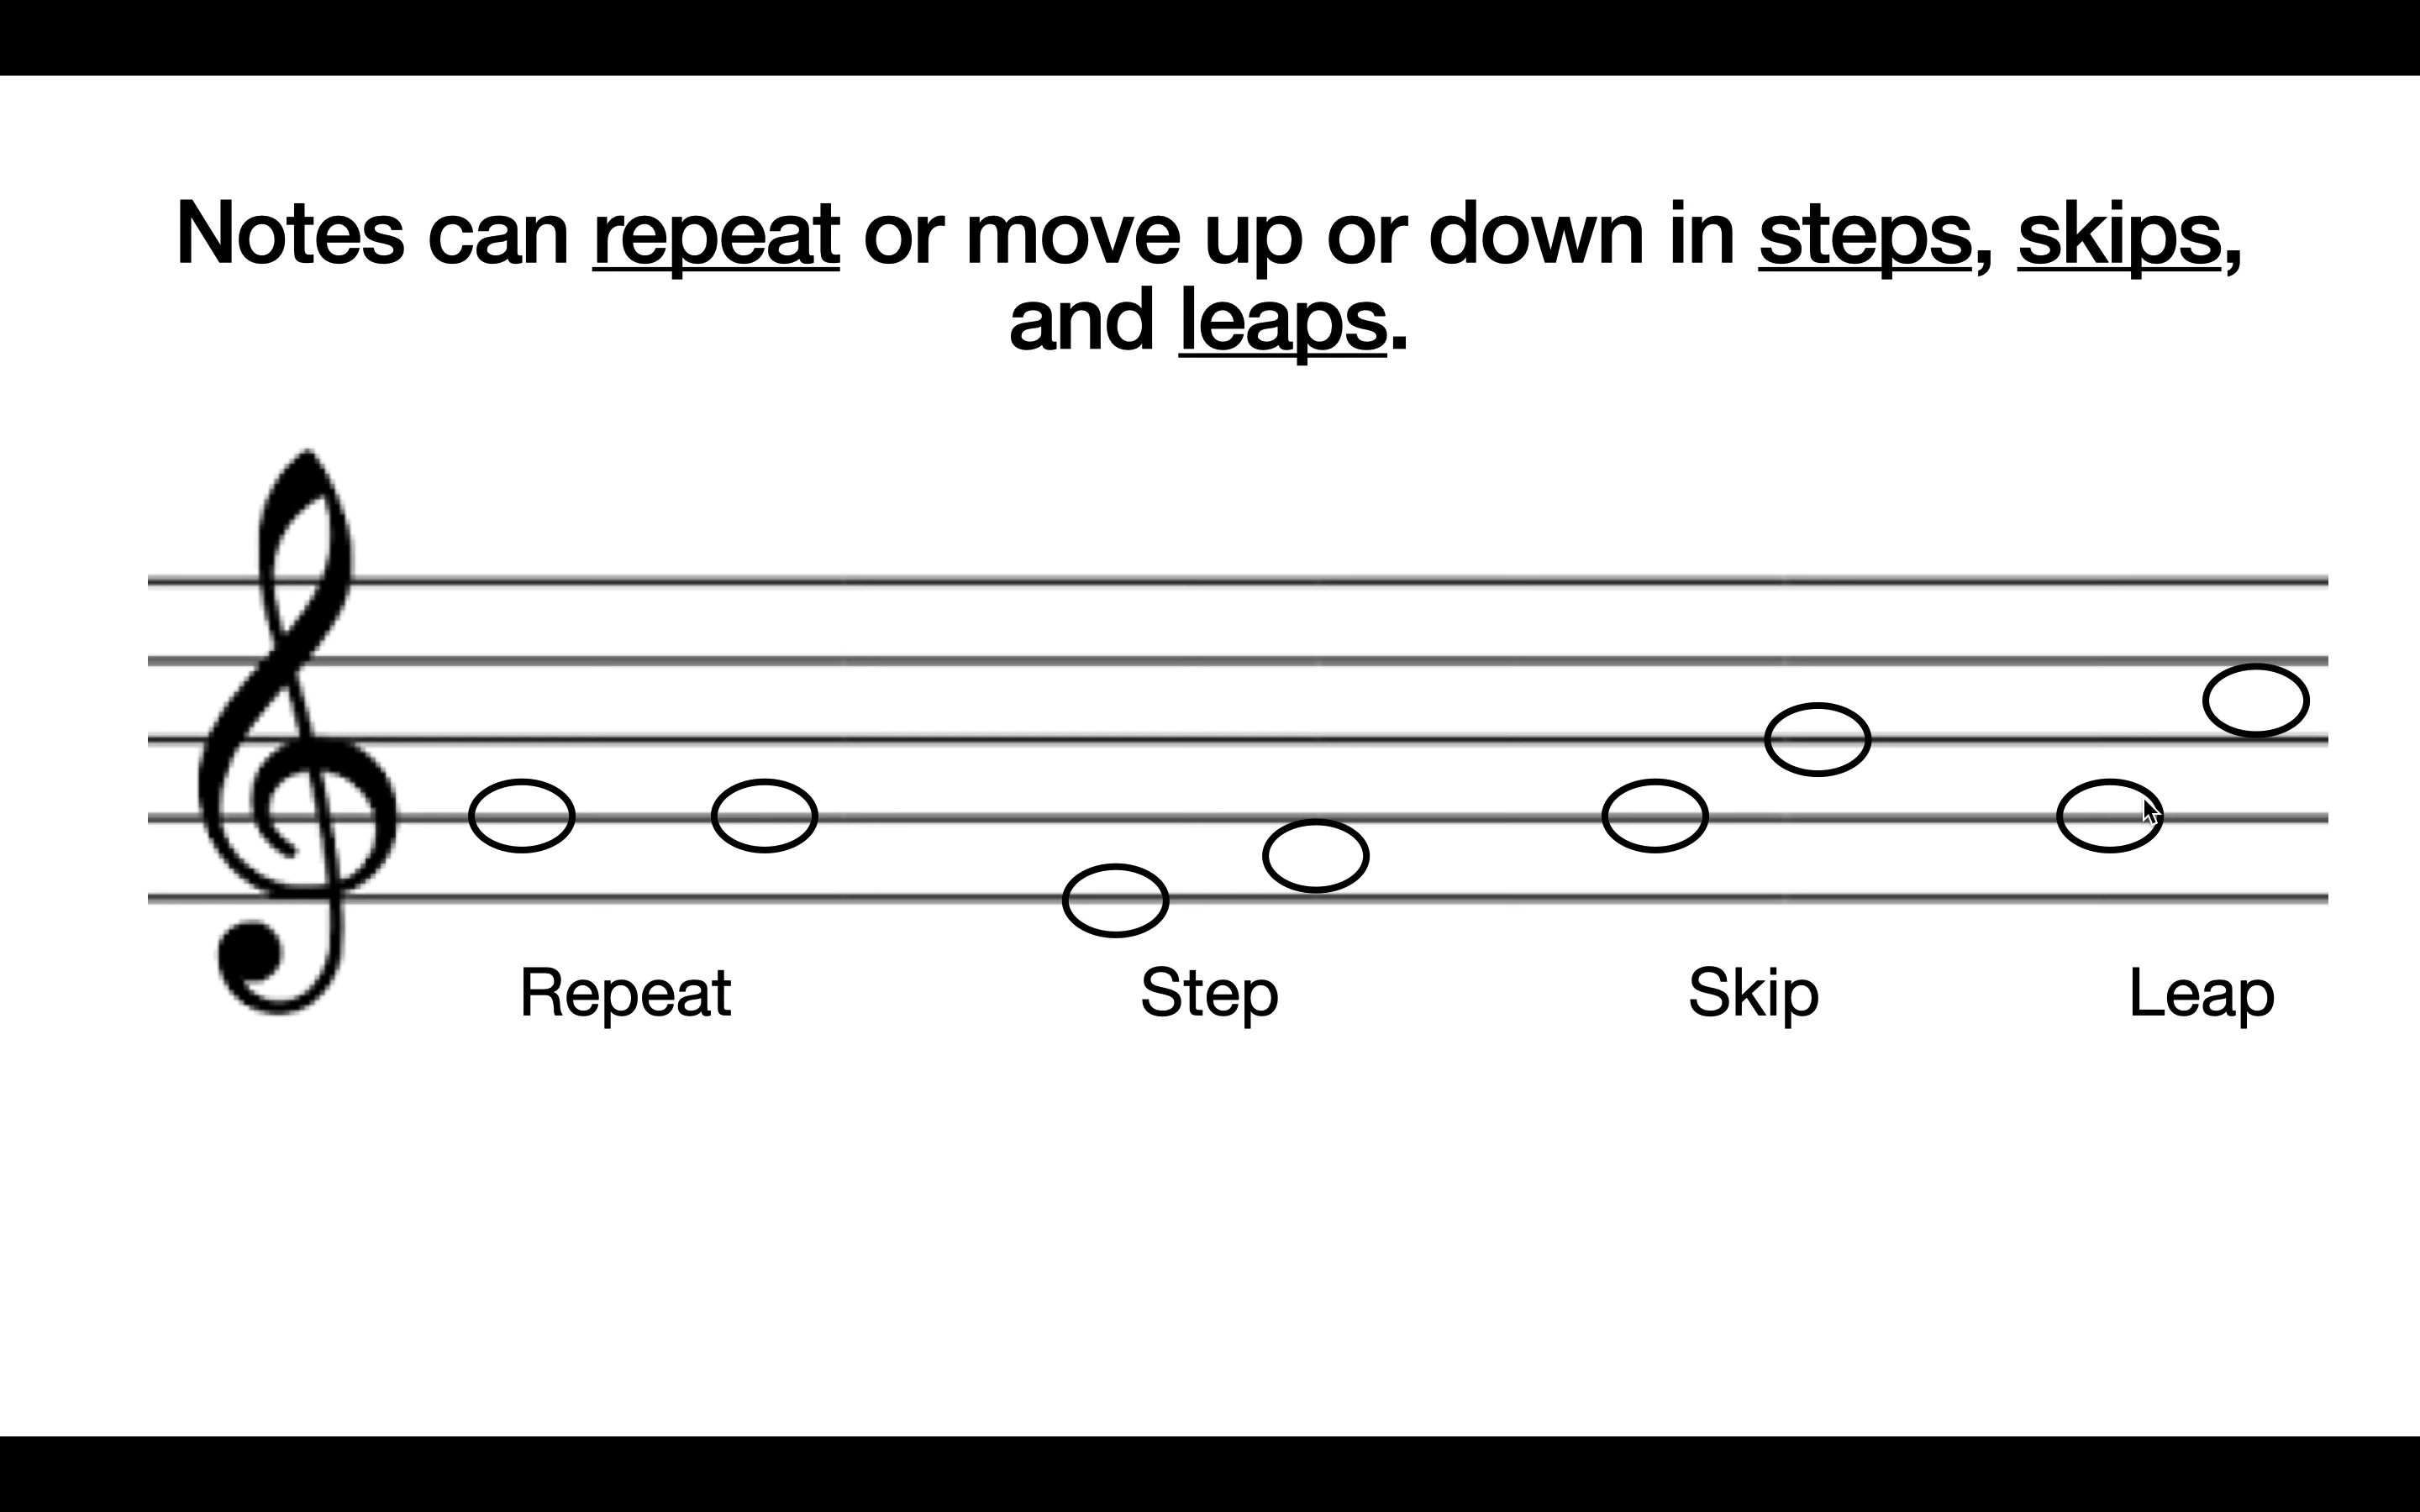 Notes can repeat or move up or down in steps, skips,
and leaps.
Repeat Step Skip Leap